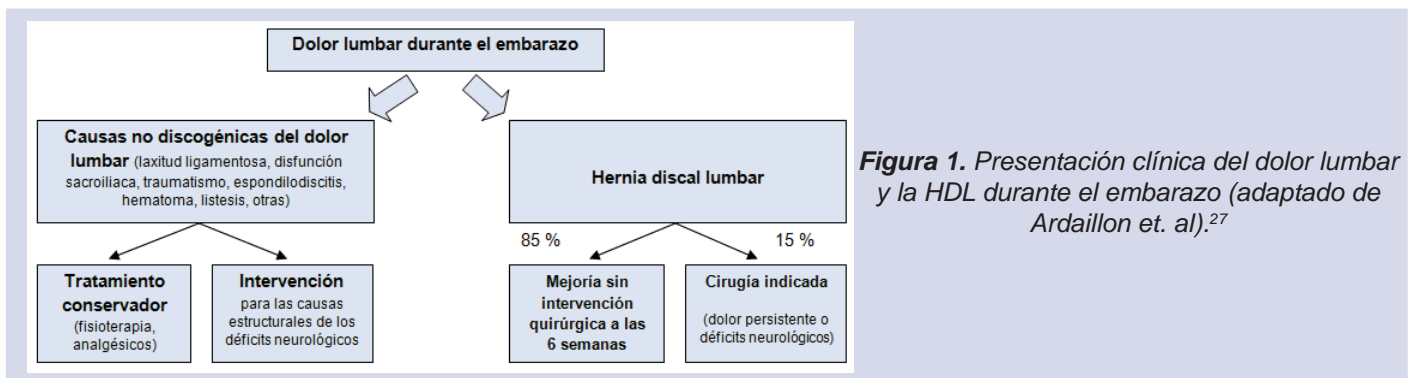 Dolor lumbar durante el embarazo
Causas no discogénicas del dolor
lumbar (laxitud ligamentosa, disfunción
sacroiliaca, traumatismo, espondilodiscitis,
hematoma, listesis, otras)
Hernia discal lumbar
85 %
15 %
Tratamiento
conservador
(fisioterapia,
analgésicos)
Intervención
para las causas
estructurales de los
déficits neurológicos
Mejoría sin
intervención
quirúrgica a las
6 semanas
Cirugía indicada
(dolor persistente o
déficits neurológicos)
Figura 1. Presentación clínica del dolor lumbar
y la HDL durante el embarazo (adaptado de
Ardaillon et. al).27